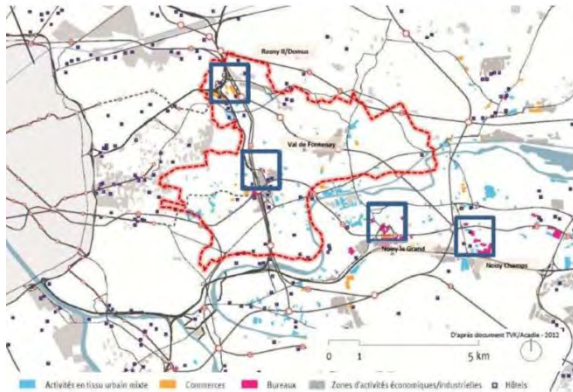 Rosny II/Domus
Val de Fontenay
Noisy le Grand
Noisy Champs
D'après document TVK/Acadie - 2012
0 1 5 km
Activités en tissu urbain mixte Commerces Bureaux Zones d'activités économiques/industrielles Hôtels